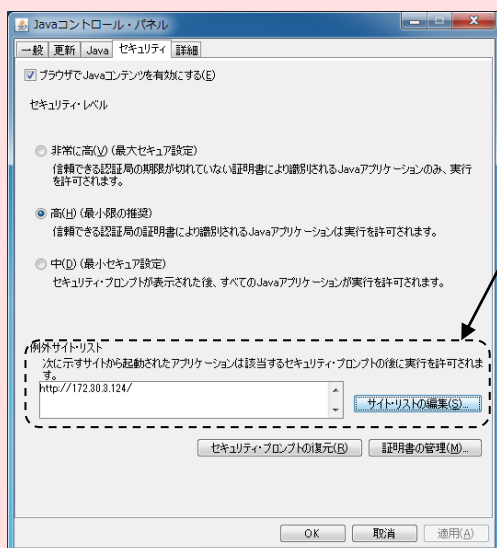 Javaコントロール・パネル
一般 更新 Java セキュリティ 詳細
ブラウザでJavaコンテンツを有効にする(E)
セキュリティ・レベル
非常に高(V) (最大セキュア設定)
信頼できる認証局の期限が切れていない証明書により識別されるJavaアプリケーションのみ、実行
を許可されます。
高(H) (最小限の推奨)
信頼できる認証局の証明書により識別されるJavaアプリケーションは実行を許可されます。
中(D) (最小セキュア設定)
セキュリティ・プロンプトが表示された後、すべてのJavaアプリケーションが実行を許可されます。
例外サイト・リスト
次に示すサイトから起動されたアプリケーションは該当するセキュリティ・プロンプトの後に実行を許可されま
す。
http://172.30.3.124/
サイト・リストの編集(S)...
セキュリティ・プロンプトの復元(R) 証明書の管理(M)...
OK 取消 適用(A)